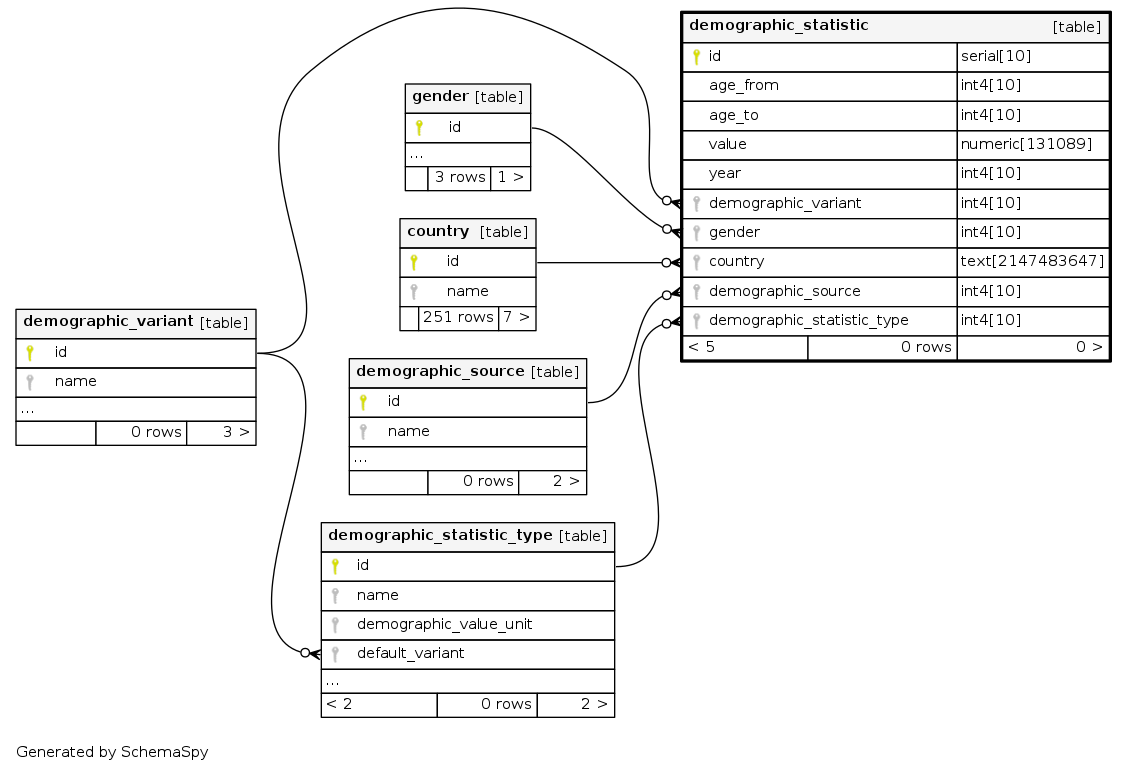 demographic_statistic [table]
id serial[10]
age_from int4[10]
age_to int4[10]
value numeric[131089]
year int4[10]
demographic_variant int4[10]
gender int4[10]
country text[2147483647]
demographic_source int4[10]
demographic_statistic_type int4[10]
< 5 0 rows 0 >
gender [table]
id
...
3 rows 1 >
country [table]
id
name
251 rows 7 >
demographic_variant [table]
id
name
...
0 rows 3 >
demographic_source [table]
id
name
...
0 rows 2 >
demographic_statistic_type [table]
id
name
demographic_value_unit
default_variant
...
< 2 0 rows 2 >
Generated by SchemaSpy